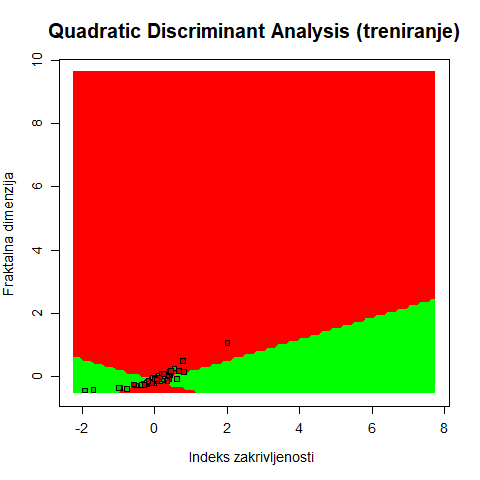 Quadratic Discriminant Analysis (treniranje)
Fraktalna dimenzija
10
8
6
4
2
0
-2 0 2 4 6 8
Indeks zakrivljenosti